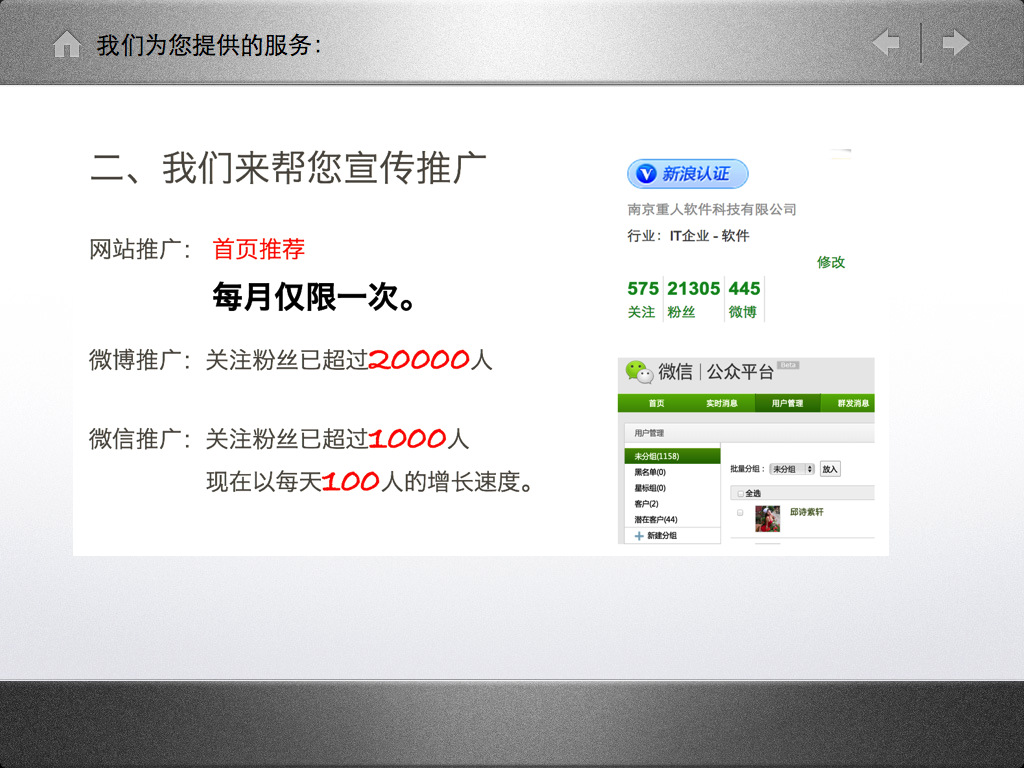 我们为您提供的服务：
二、我们来帮您宣传推广
网站推广： 首页推荐
每月仅限一次。
微博推广：关注粉丝已超过20000人
微信推广：关注粉丝已超过1000人
现在以每天100人的增长速度。
V 新浪认证
南京重人软件科技有限公司
行业：IT企业 - 软件
修改
575 21305 445
关注 粉丝 微博
微信 | 公众平台 Beta
首页 实时消息 用户管理 群发消息
用户管理
未分组(1158)
黑名单(0)
星标组(0)
客户(2)
潜在客户(44)
新建分组
批量分组： 未分组 放入
全选
邱诗紫轩